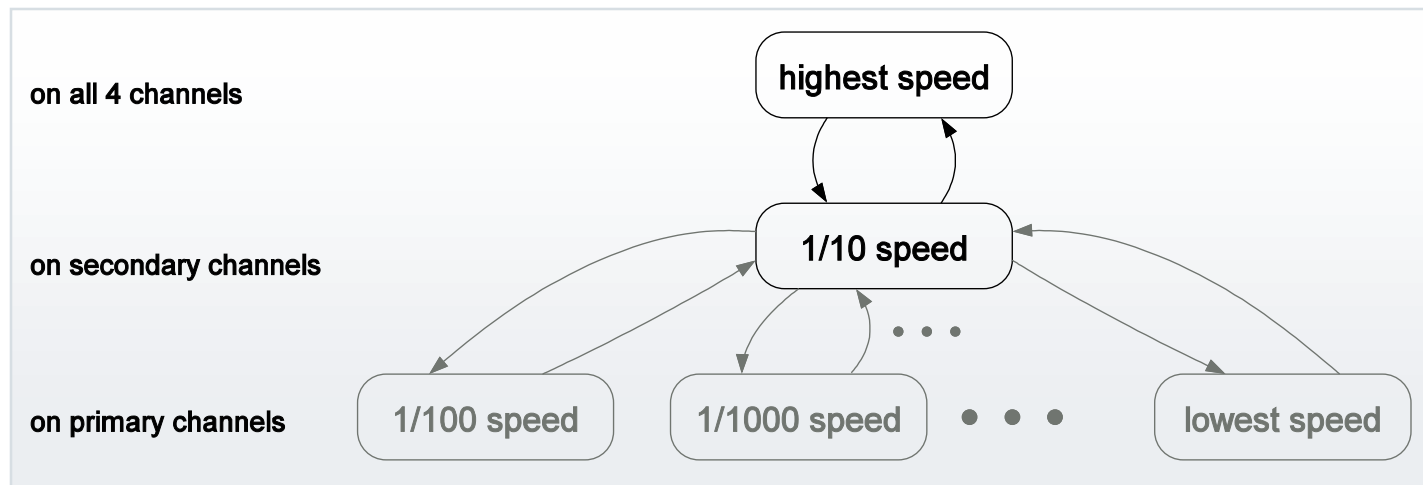 on all 4 channels
highest speed
on secondary channels
1/10 speed
on primary channels
1/100 speed
1/1000 speed
lowest speed